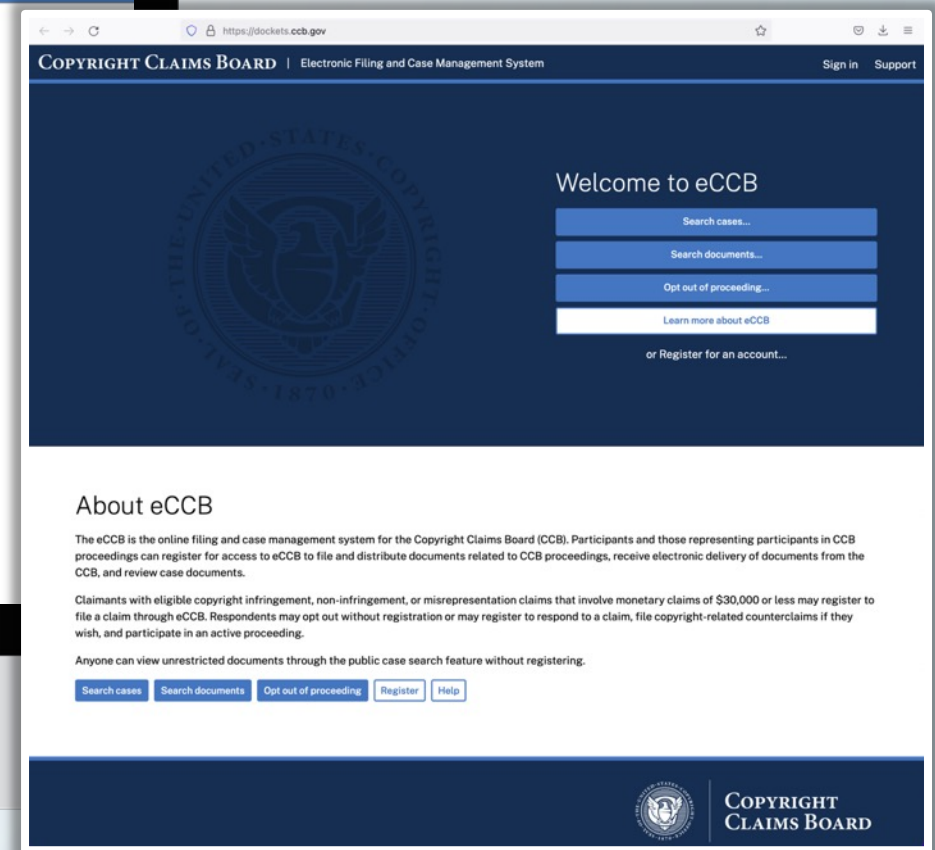 https://dockets.ccb.gov
COPYRIGHT CLAIMS BOARD | Electronic Filing and Case Management System
Sign in Support
SEAL·OF·THE·UNITED·STATES·COPYRIGHT·OFFICE
·1870·
Welcome to eCCB
Search cases...
Search documents...
Opt out of proceeding...
Learn more about eCCB
or Register for an account...
About eCCB
The eCCB is the online filing and case management system for the Copyright Claims Board (CCB). Participants and those representing participants in CCB
proceedings can register for access to eCCB to file and distribute documents related to CCB proceedings, receive electronic delivery of documents from the
CCB, and review case documents.
Claimants with eligible copyright infringement, non-infringement, or misrepresentation claims that involve monetary claims of $30,000 or less may register to
file a claim through eCCB. Respondents may opt out without registration or may register to respond to a claim, file copyright-related counterclaims if they
wish, and participate in an active proceeding.
Anyone can view unrestricted documents through the public case search feature without registering.
Search cases Search documents Opt out of proceeding Register Help
COPYRIGHT
CLAIMS BOARD